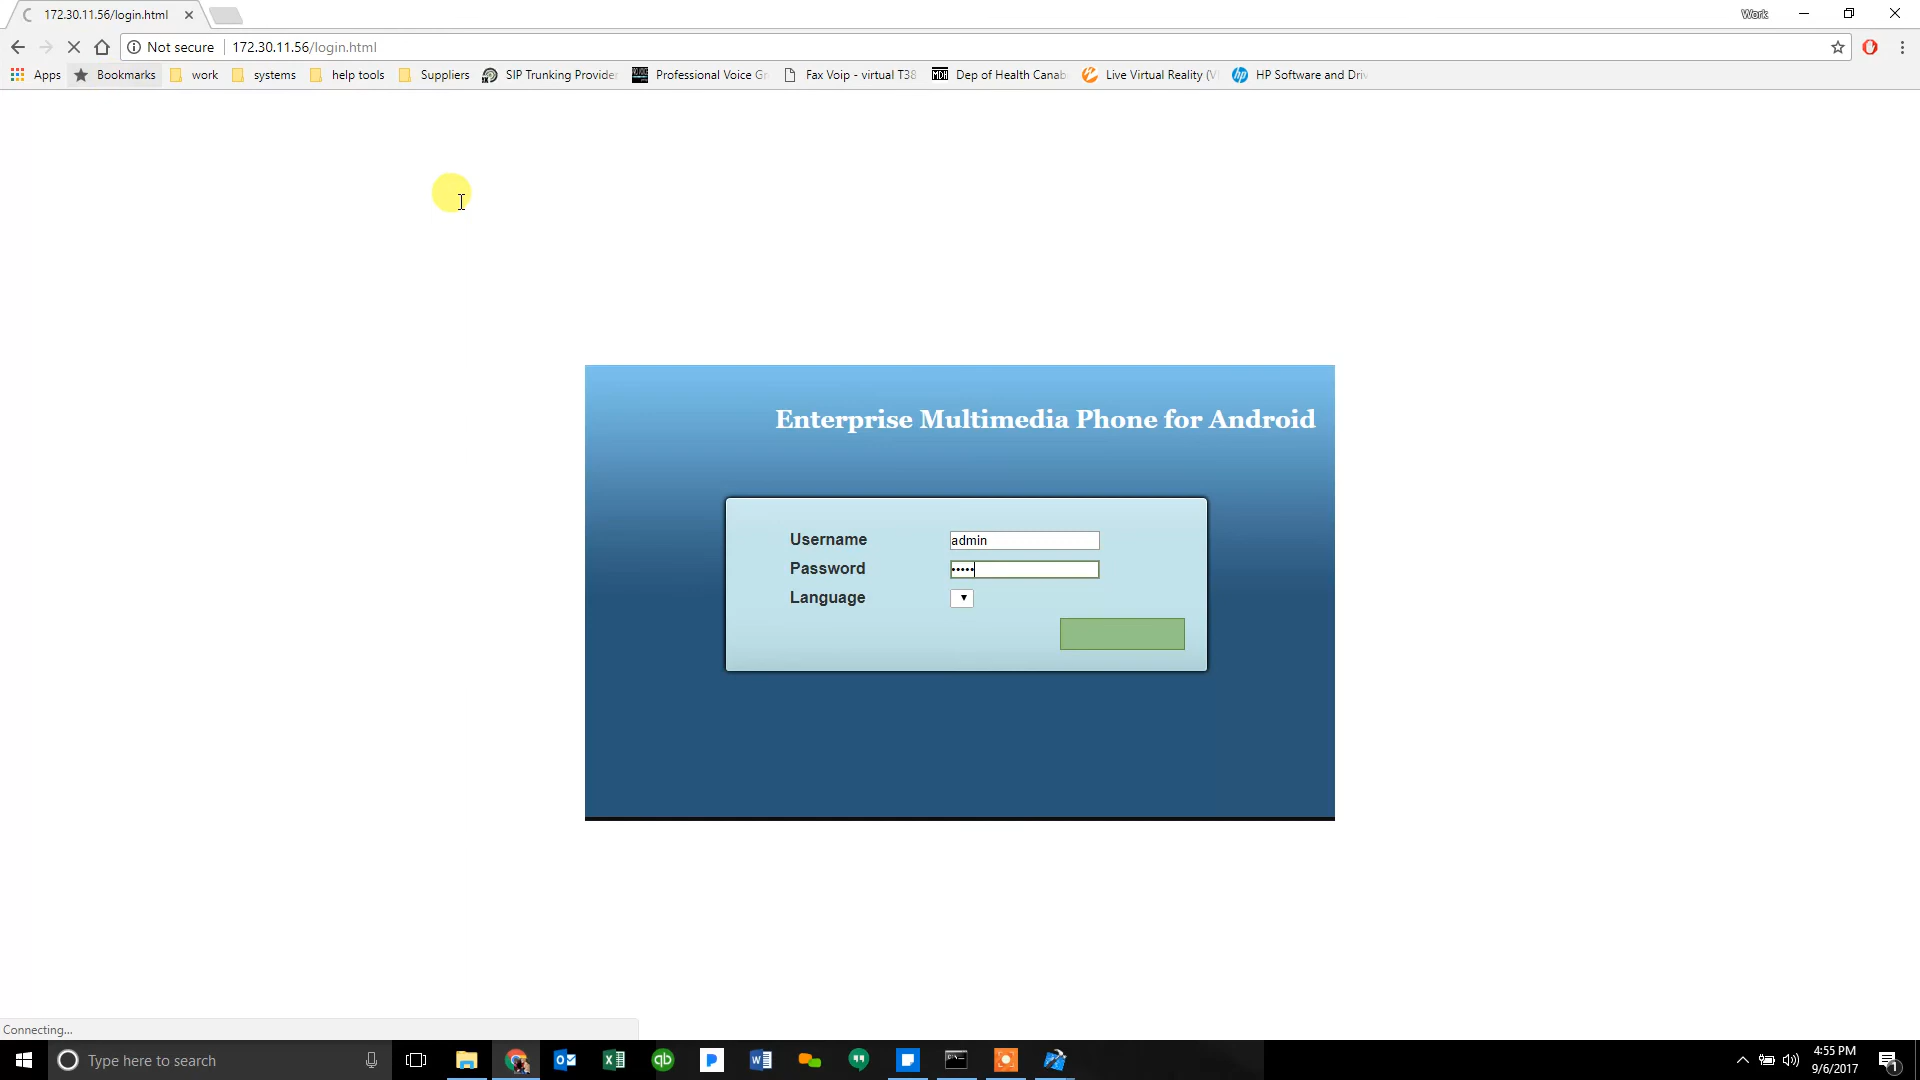 172.30.11.56/login.html
Work
Not secure
172.30.11.56/login.html
Apps
Bookmarks
work
systems
help tools
Suppliers
SIP Trunking Provide
Professional Voice Gr
Fax Voip - virtual T38
Dep of Health Canab
Live Virtual Reality (V
HP Software and Driv
Enterprise Multimedia Phone for Android
Username
admin
Password
•••••
Language
Connecting...
Type here to search
4:55 PM
9/6/2017
1